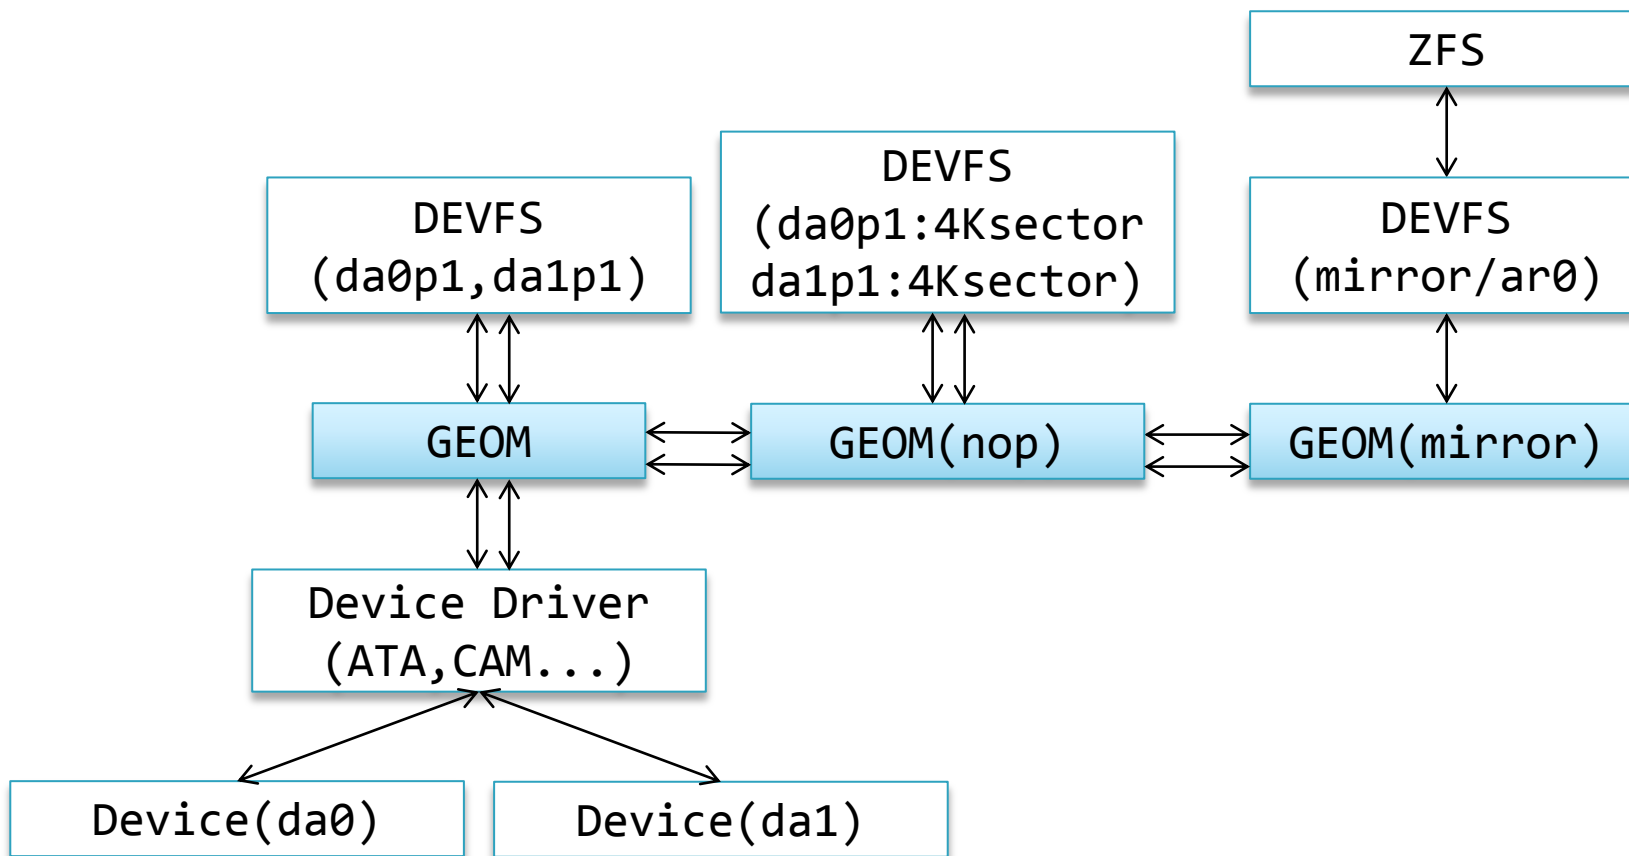 ZFS
DEVFS
(da0p1,da1p1)
DEVFS
(da0p1:4Ksector
da1p1:4Ksector)
DEVFS
(mirror/ar0)
GEOM
GEOM(nop)
GEOM(mirror)
Device Driver
(ATA,CAM...)
Device(da0)
Device(da1)